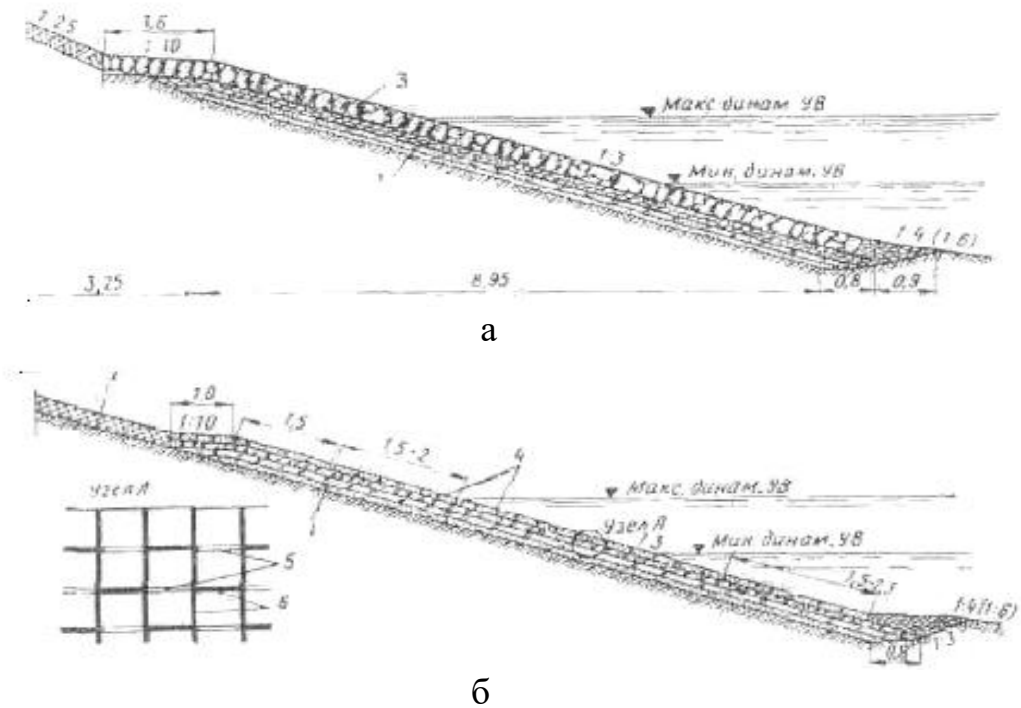 1:25
3,6
1:10
3
Макс динам. УВ
1:3
Мин. динам. УВ
1:4 (1:6)
3,25
8,95
0,8
0,9
а
1,0
1:10
1,5
1,5-2
4
Узел А
Макс. динам. УВ
Узел А
1:3
Мин динам. УВ
5
6
1,5-2,5
1:4(1:6)
0,8
1:3
б